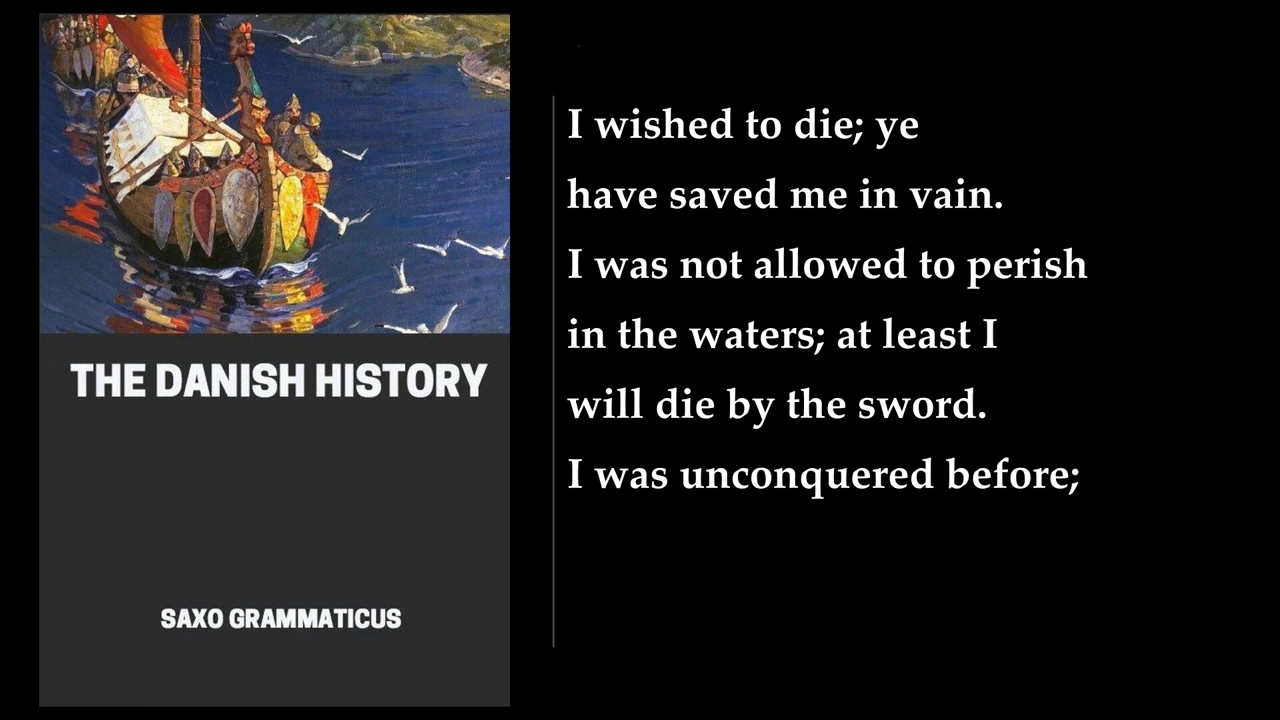 THE DANISH HISTORY
SAXO GRAMMATICUS
I wished to die; ye
have saved me in vain.
I was not allowed to perish
in the waters; at least I
will die by the sword.
I was unconquered before;